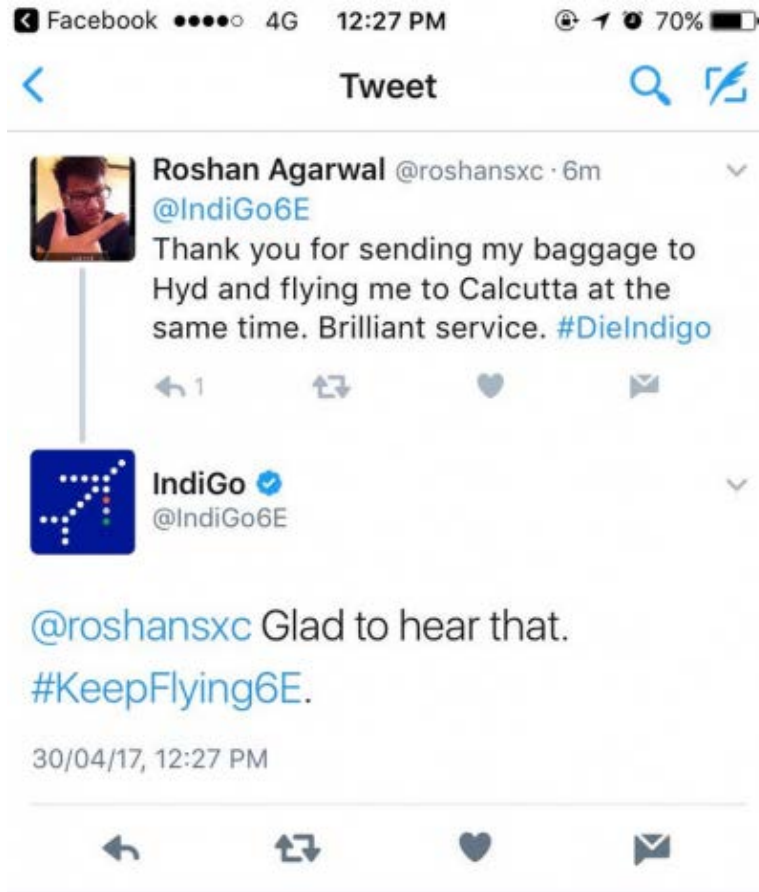 Facebook 4G 12:27 PM 70%
Tweet
Roshan Agarwal @roshansxc · 6m
@IndiGo6E
Thank you for sending my baggage to
Hyd and flying me to Calcutta at the
same time. Brilliant service. #DieIndigo
1
IndiGo
@IndiGo6E
@roshansxc Glad to hear that.
#KeepFlying6E.
30/04/17, 12:27 PM